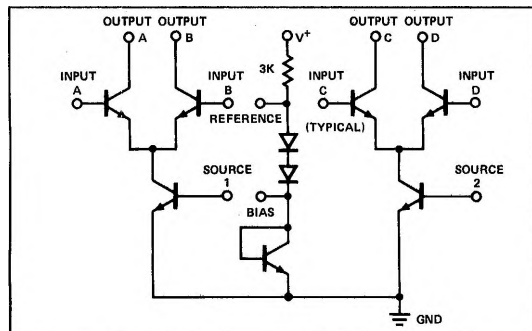 OUTPUT A
OUTPUT B
V+
OUTPUT C
OUTPUT D
3K
INPUT A
INPUT B
INPUT C
INPUT D
REFERENCE
(TYPICAL)
SOURCE 1
SOURCE 2
BIAS
GND